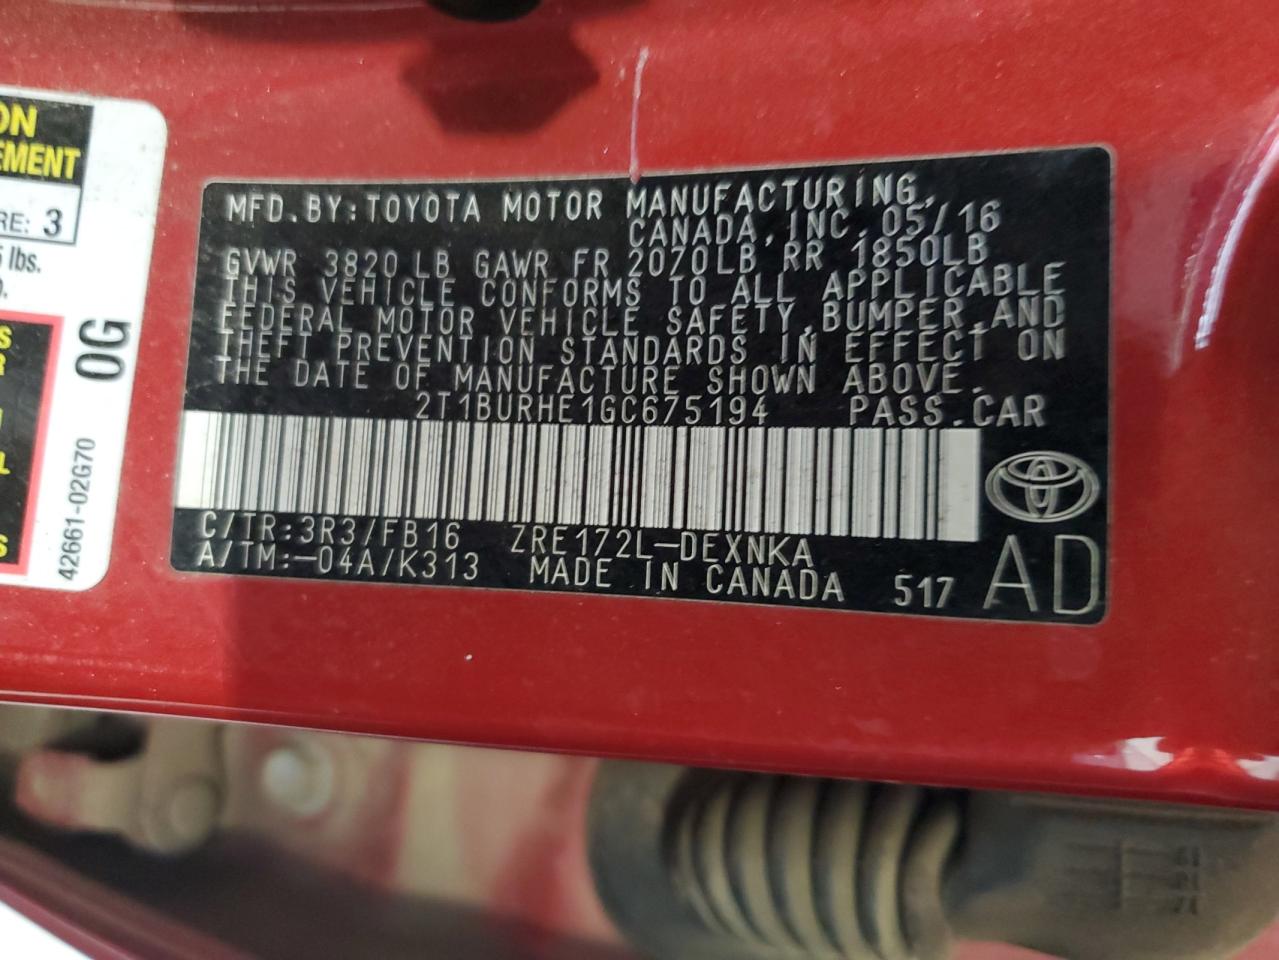 ON
EMENT
RE: 3
lbs.
0G
42661-02G70
MFD.BY:TOYOTA MOTOR MANUFACTURING,
CANADA, INC. 05/16
GVWR 3820LB GAWR FR 2070LB RR 1850LB
THIS VEHICLE CONFORMS TO ALL APPLICABLE
FEDERAL MOTOR VEHICLE SAFETY,BUMPER,AND
THEFT PREVENTION STANDARDS IN EFFECT ON
THE DATE OF MANUFACTURE SHOWN ABOVE.
2T1BURHE1GC675194 PASS.CAR
C/TR:3R3/FB16 ZRE172L-DEXNKA
A/TM:-04A/K313 MADE IN CANADA 517 AD